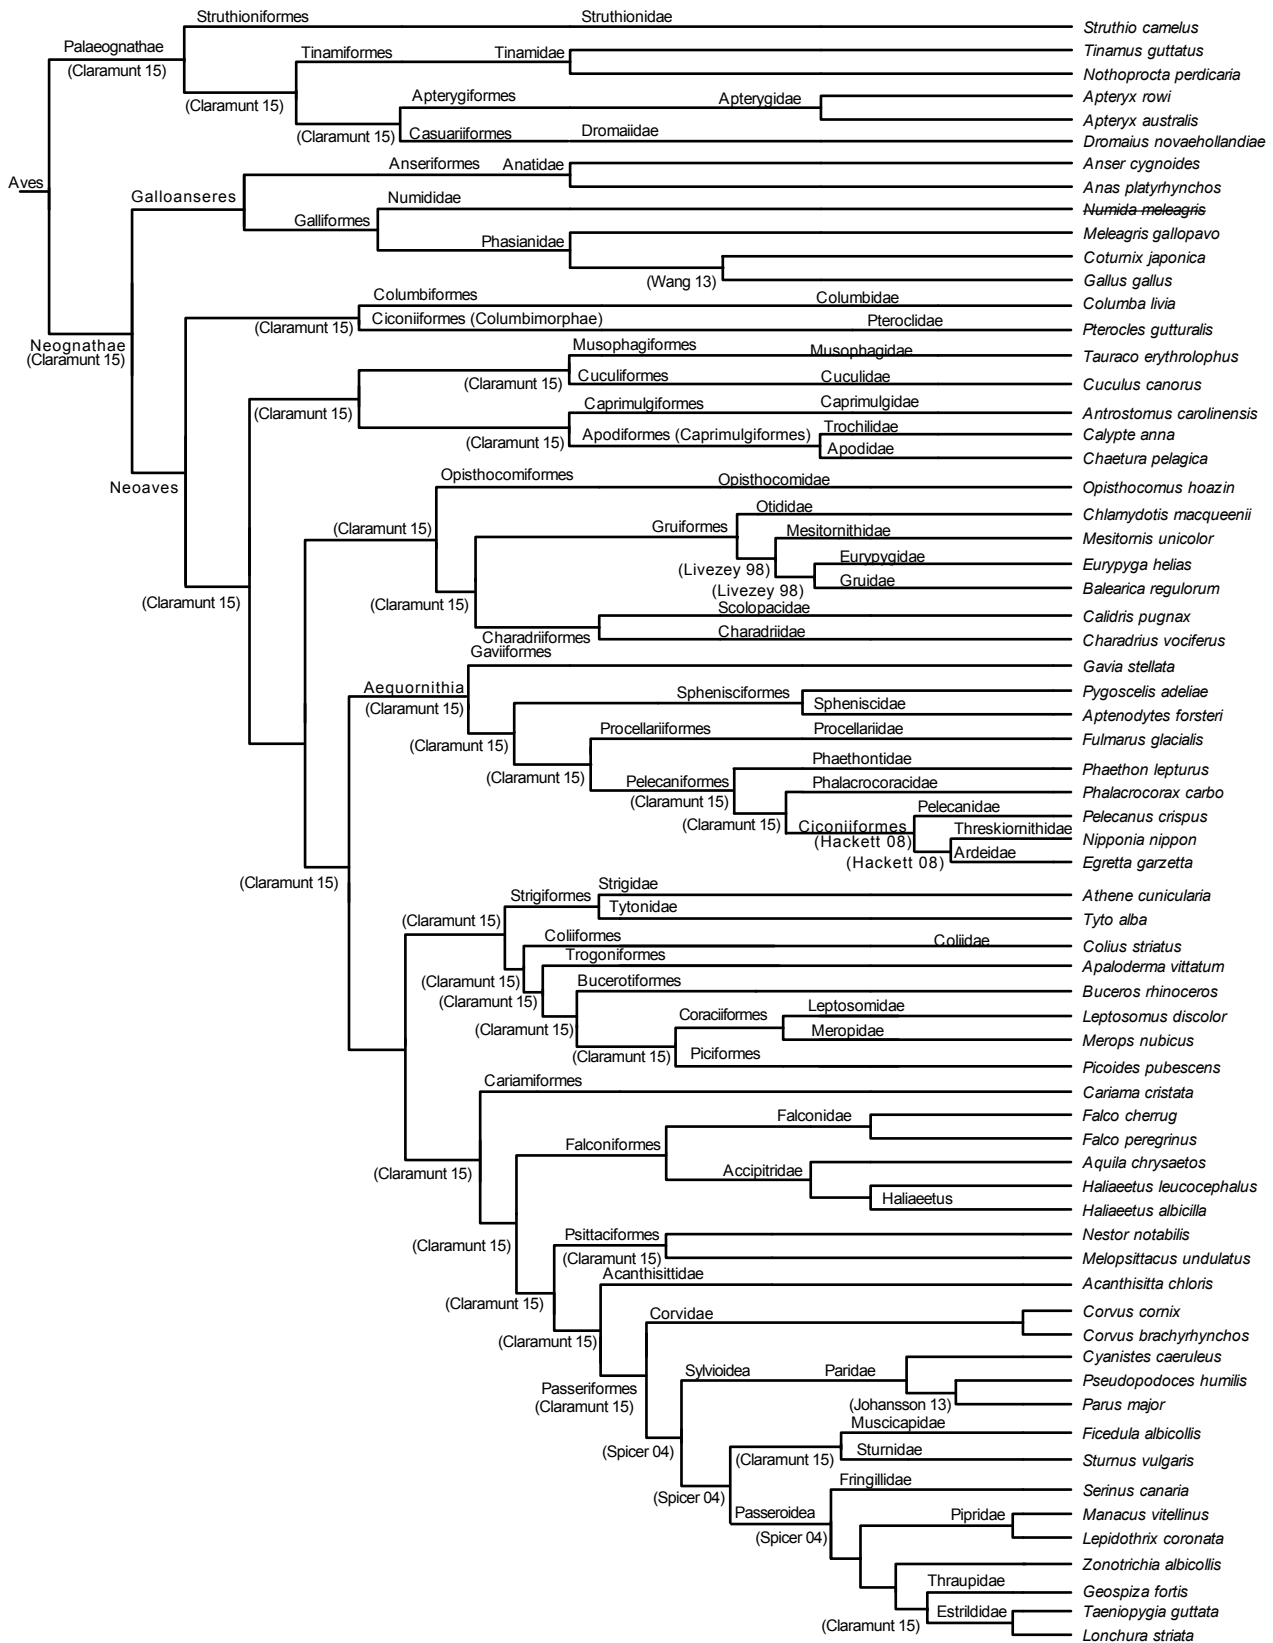 Struthioniformes Struthionidae
Struthio camelus
Palaeognathae
(Claramunt 15)
Tinamiformes Tinamidae
Tinamus guttatus
Nothoprocta perdicaria
(Claramunt 15)
Apterygiformes Apterygidae
Apteryx rowi
Apteryx australis
(Claramunt 15)
Casuariiformes Dromaiidae
Dromaius novaehollandiae
Aves
Anseriformes Anatidae
Anser cygnoides
Anas platyrhynchos
Galloanseres
Numididae
Numida meleagris
Galliformes
Phasianidae
Meleagris gallopavo
Coturnix japonica
(Wang 13)
Gallus gallus
Columbiformes Columbidae
Columba livia
(Claramunt 15)
Ciconiiformes (Columbimorphae) Pteroclidae
Pterocles gutturalis
Neognathae
(Claramunt 15)
Musophagiformes Musophagidae
Tauraco erythrolophus
(Claramunt 15)
Cuculiformes Cuculidae
Cuculus canorus
(Claramunt 15)
Caprimulgiformes Caprimulgidae
Antrostomus carolinensis
(Claramunt 15)
Apodiformes (Caprimulgiformes)
Trochilidae
Calypte anna
Apodidae
Chaetura pelagica
Neoaves
Opisthocomiformes Opisthocomidae
Opisthocomus hoazin
(Claramunt 15)
Otididae
Chlamydotis macqueenii
Gruiformes
Mesitornithidae
Mesitornis unicolor
(Livezey 98)
Eurypygidae
Eurypyga helias
(Livezey 98)
Gruidae
Balearica regulorum
(Claramunt 15)
(Claramunt 15)
Scolopacidae
Calidris pugnax
Charadriiformes
Charadriidae
Charadrius vociferus
Gaviiformes
Gavia stellata
Aequornithia
(Claramunt 15)
Sphenisciformes
Spheniscidae
Pygoscelis adeliae
Aptenodytes forsteri
(Claramunt 15)
Procellariiformes Procellariidae
Fulmarus glacialis
(Claramunt 15)
Pelecaniformes
(Claramunt 15)
Phaethontidae
Phaethon lepturus
Phalacrocoracidae
Phalacrocorax carbo
(Claramunt 15)
Ciconiiformes
(Hackett 08)
Pelecanidae
Pelecanus crispus
Threskiornithidae
Nipponia nippon
(Hackett 08)
Ardeidae
Egretta garzetta
(Claramunt 15)
Strigiformes
Strigidae
Athene cunicularia
Tytonidae
Tyto alba
(Claramunt 15)
Coliiformes Coliidae
Colius striatus
(Claramunt 15)
Trogoniformes
Apaloderma vittatum
(Claramunt 15)
Bucerotiformes
Buceros rhinoceros
(Claramunt 15)
Coraciiformes
Leptosomidae
Leptosomus discolor
Meropidae
Merops nubicus
(Claramunt 15)
Piciformes
Picoides pubescens
Cariamiformes
Cariama cristata
(Claramunt 15)
Falconiformes
Falconidae
Falco cherrug
Falco peregrinus
Accipitridae
Aquila chrysaetos
Haliaeetus
Haliaeetus leucocephalus
Haliaeetus albicilla
(Claramunt 15)
Psittaciformes
(Claramunt 15)
Nestor notabilis
Melopsittacus undulatus
(Claramunt 15)
Acanthisittidae
Acanthisitta chloris
(Claramunt 15)
Corvidae
Corvus cornix
Corvus brachyrhynchos
Passeriformes
(Claramunt 15)
Sylvioidea Paridae
Cyanistes caeruleus
Pseudopodoces humilis
(Johansson 13)
Parus major
(Spicer 04)
Muscicapidae
Ficedula albicollis
(Claramunt 15)
Sturnidae
Sturnus vulgaris
(Spicer 04)
Passeroidea
(Spicer 04)
Fringillidae
Serinus canaria
Pipridae
Manacus vitellinus
Lepidothrix coronata
Zonotrichia albicollis
Thraupidae
Geospiza fortis
(Claramunt 15)
Estrildidae
Taeniopygia guttata
Lonchura striata